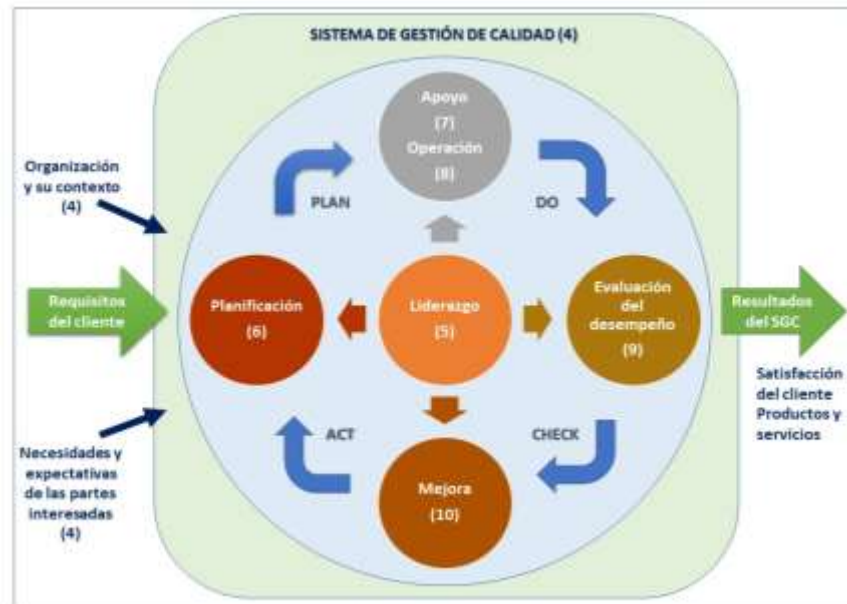 SISTEMA DE GESTIÓN DE CALIDAD (4)
Apoyo
(7)
Operación
(8)
Organización
y su contexto
(4)
PLAN
DO
Requisitos
del cliente
Planificación
(6)
Liderazgo
(5)
Evaluación
del
desempeño
(9)
Resultados
del SGC
Satisfacción
del cliente
Productos y
servicios
ACT
CHECK
Necesidades y
expectativas
de las partes
interesadas
(4)
Mejora
(10)